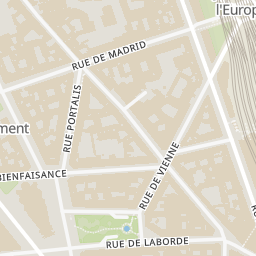 l'Europ
RUE DE MADRID
RUE PORTALIS
ment
RUE DE VIENNE
BIENFAISANCE
RUE DE LABORDE